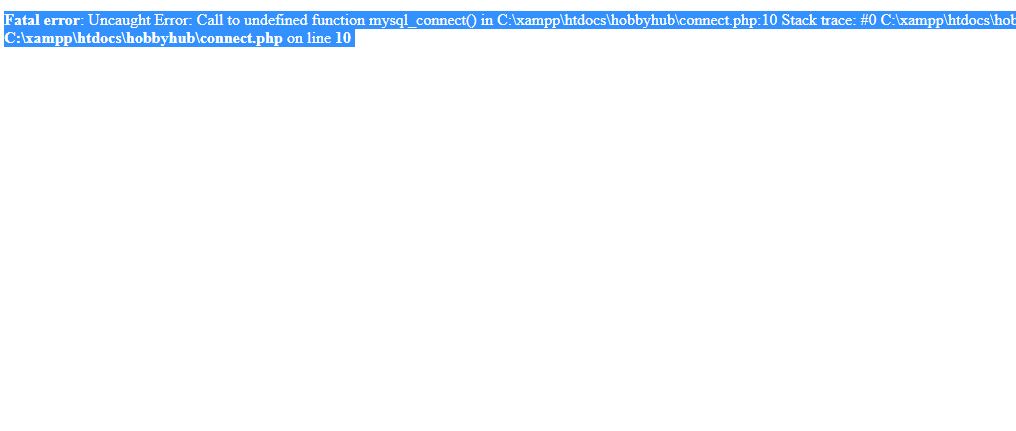 Fatal error: Uncaught Error: Call to undefined function mysql_connect() in C:\xampp\htdocs\hobbyhub\connect.php:10 Stack trace: #0 C:\xampp\htdocs\hob
C:\xampp\htdocs\hobbyhub\connect.php on line 10